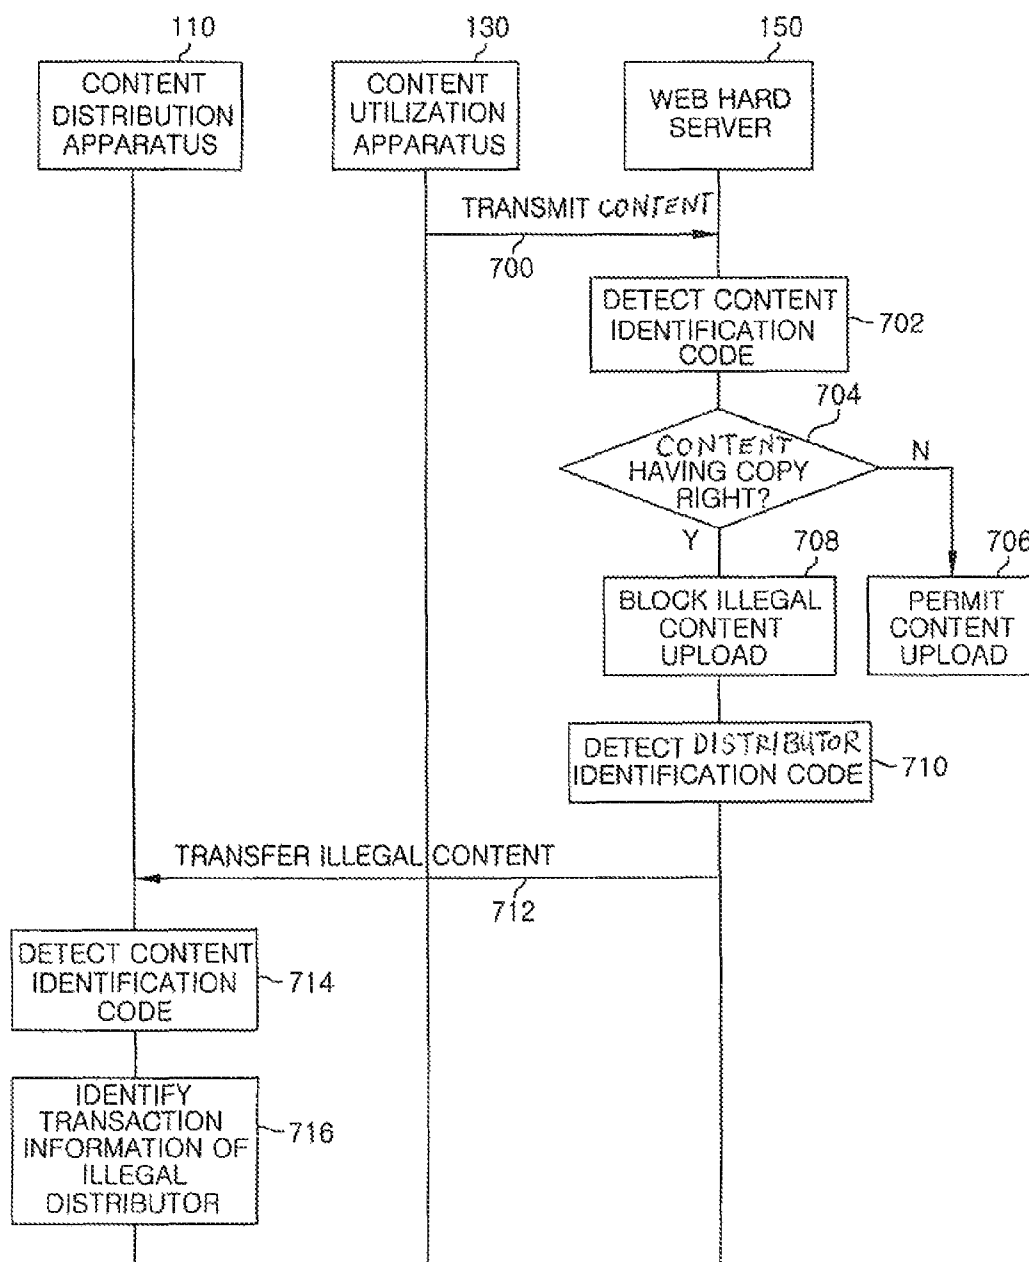 110
CONTENT
DISTRIBUTION
APPARATUS
130
CONTENT
UTILIZATION
APPARATUS
150
WEB HARD
SERVER
TRANSMIT CONTENT
700
DETECT CONTENT
IDENTIFICATION
CODE
702
704
CONTENT
HAVING COPY
RIGHT?
N
Y
708
BLOCK ILLEGAL
CONTENT
UPLOAD
706
PERMIT
CONTENT
UPLOAD
DETECT DISTRIBUTOR
IDENTIFICATION CODE
710
TRANSFER ILLEGAL CONTENT
712
DETECT CONTENT
IDENTIFICATION
CODE
714
IDENTIFY
TRANSACTION
INFORMATION OF
ILLEGAL
DISTRIBUTOR
716